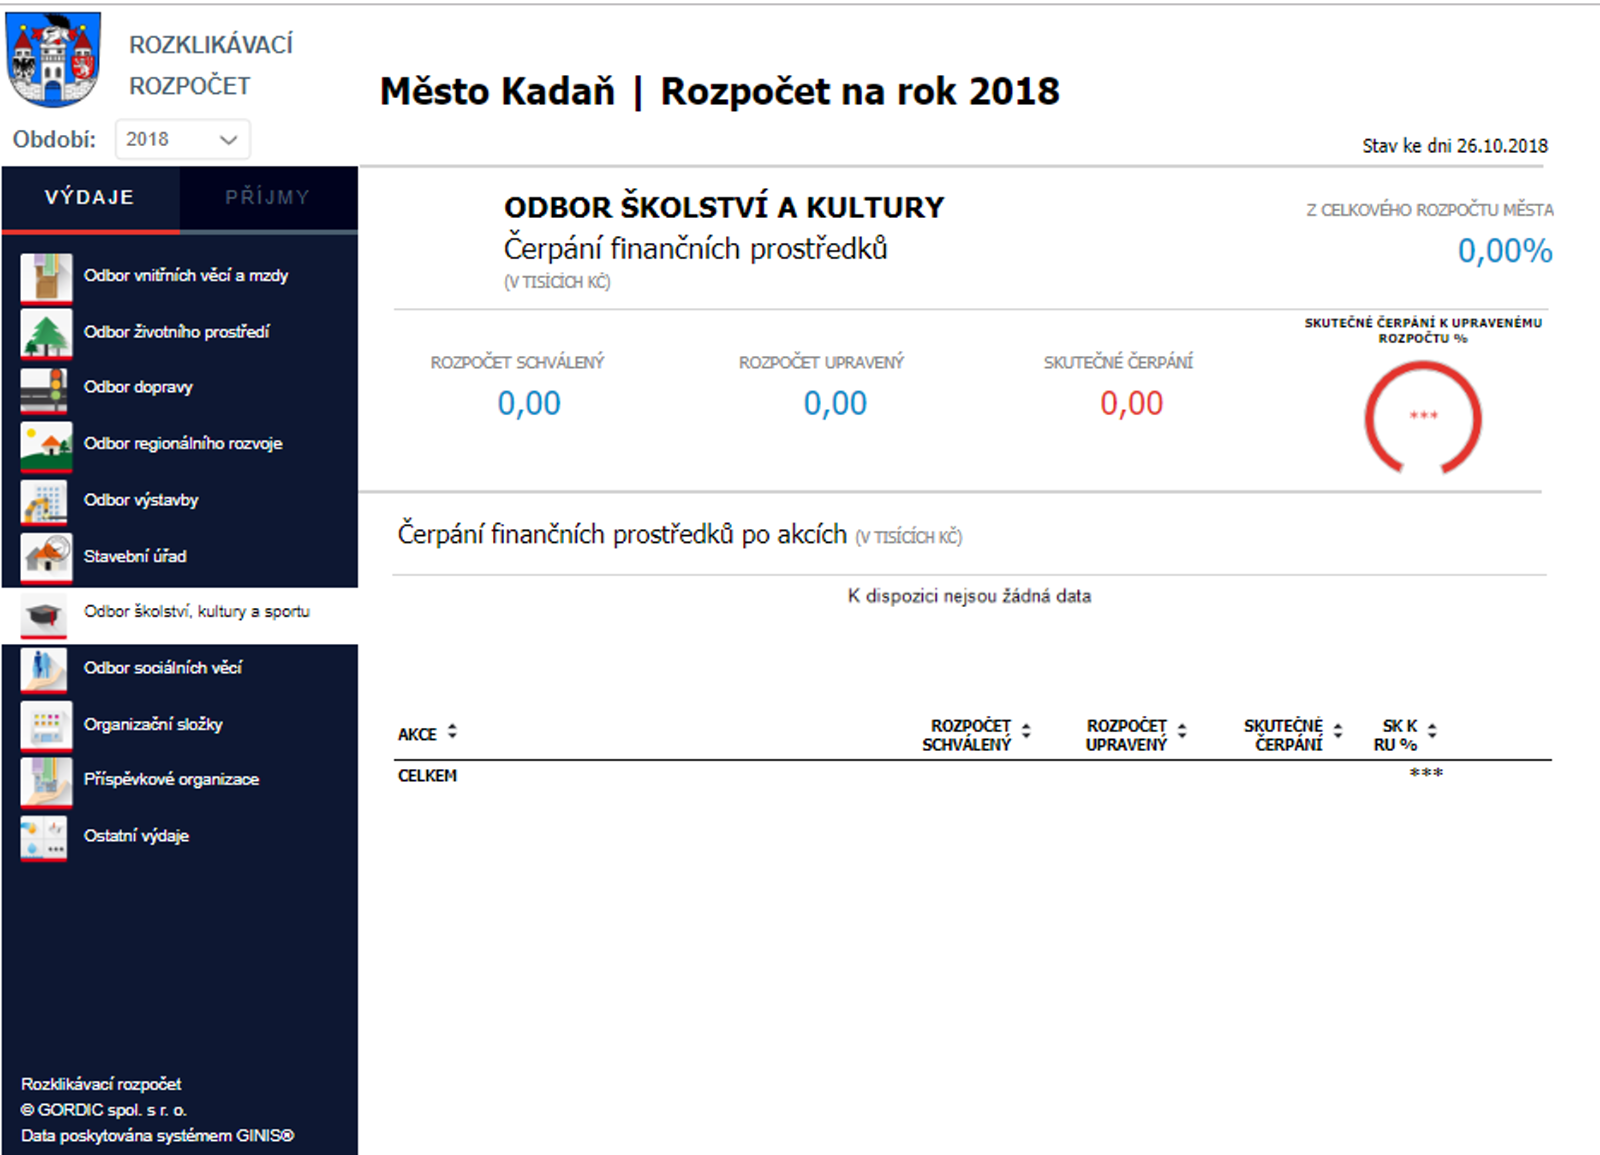 ROZKLIKÁVACÍ
ROZPOČET
Období: 2018
Město Kadaň | Rozpočet na rok 2018
Stav ke dni 26.10.2018
VÝDAJE PŘÍJMY
Odbor vnitřních věcí a mzdy
Odbor životního prostředí
Odbor dopravy
Odbor regionálního rozvoje
Odbor výstavby
Stavební úřad
Odbor školství, kultury a sportu
Odbor sociálních věcí
Organizační složky
Příspěvkové organizace
Ostatní výdaje
Rozklikávací rozpočet
© GORDIC spol. s r. o.
Data poskytována systémem GINIS®
ODBOR ŠKOLSTVÍ A KULTURY
Čerpání finančních prostředků
(V TISÍCÍCH KČ)
Z CELKOVÉHO ROZPOČTU MĚSTA
0,00%
ROZPOČET SCHVÁLENÝ
0,00
ROZPOČET UPRAVENÝ
0,00
SKUTEČNÉ ČERPÁNÍ
0,00
SKUTEČNÉ ČERPÁNÍ K UPRAVENÉMU
ROZPOČTU %
***
Čerpání finančních prostředků po akcích (V TISÍCÍCH KČ)
K dispozici nejsou žádná data
AKCE ROZPOČET SCHVÁLENÝ ROZPOČET UPRAVENÝ SKUTEČNÉ ČERPÁNÍ SK K RU %
CELKEM ***